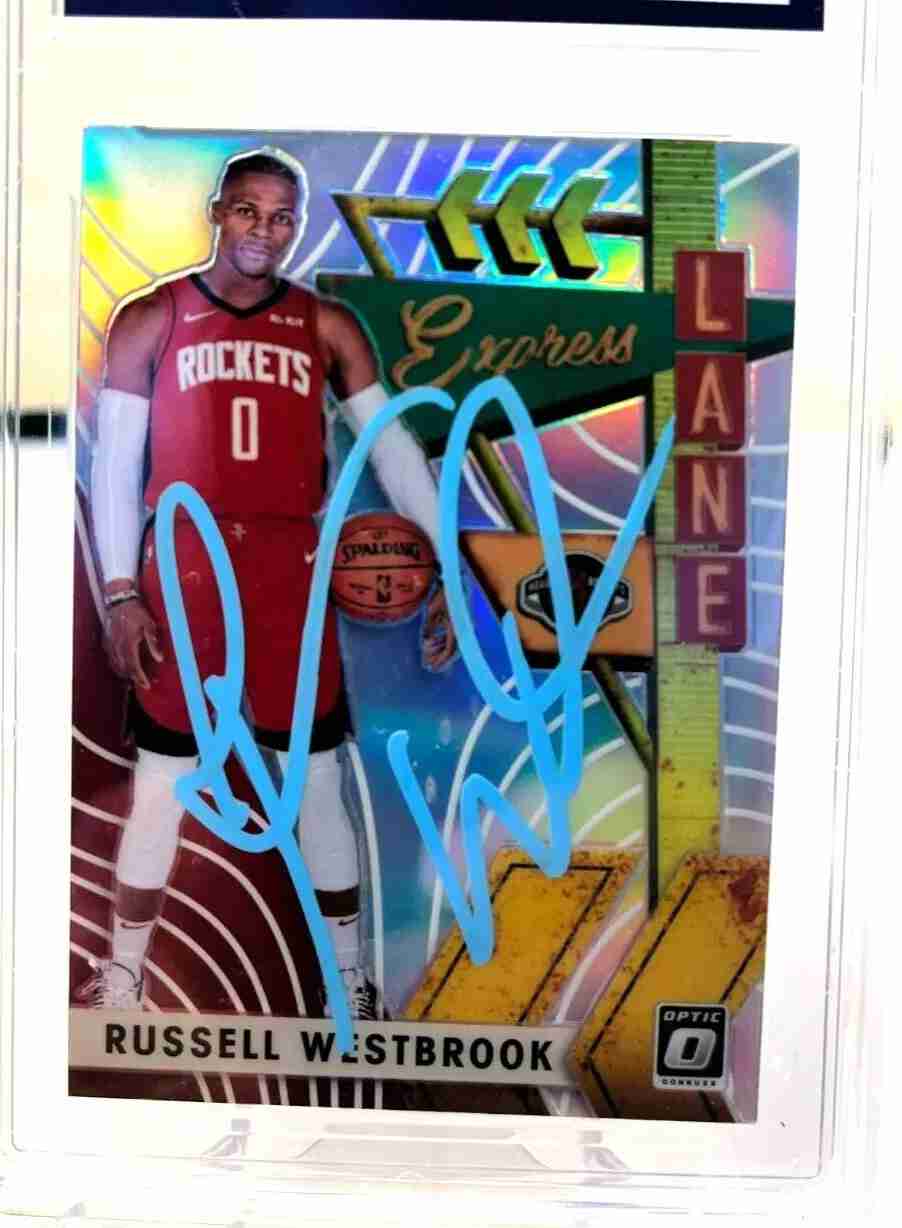 Express
LANE
ROCKETS
0
SPALDING
RUSSELL WESTBROOK
OPTIC
DONRUSS